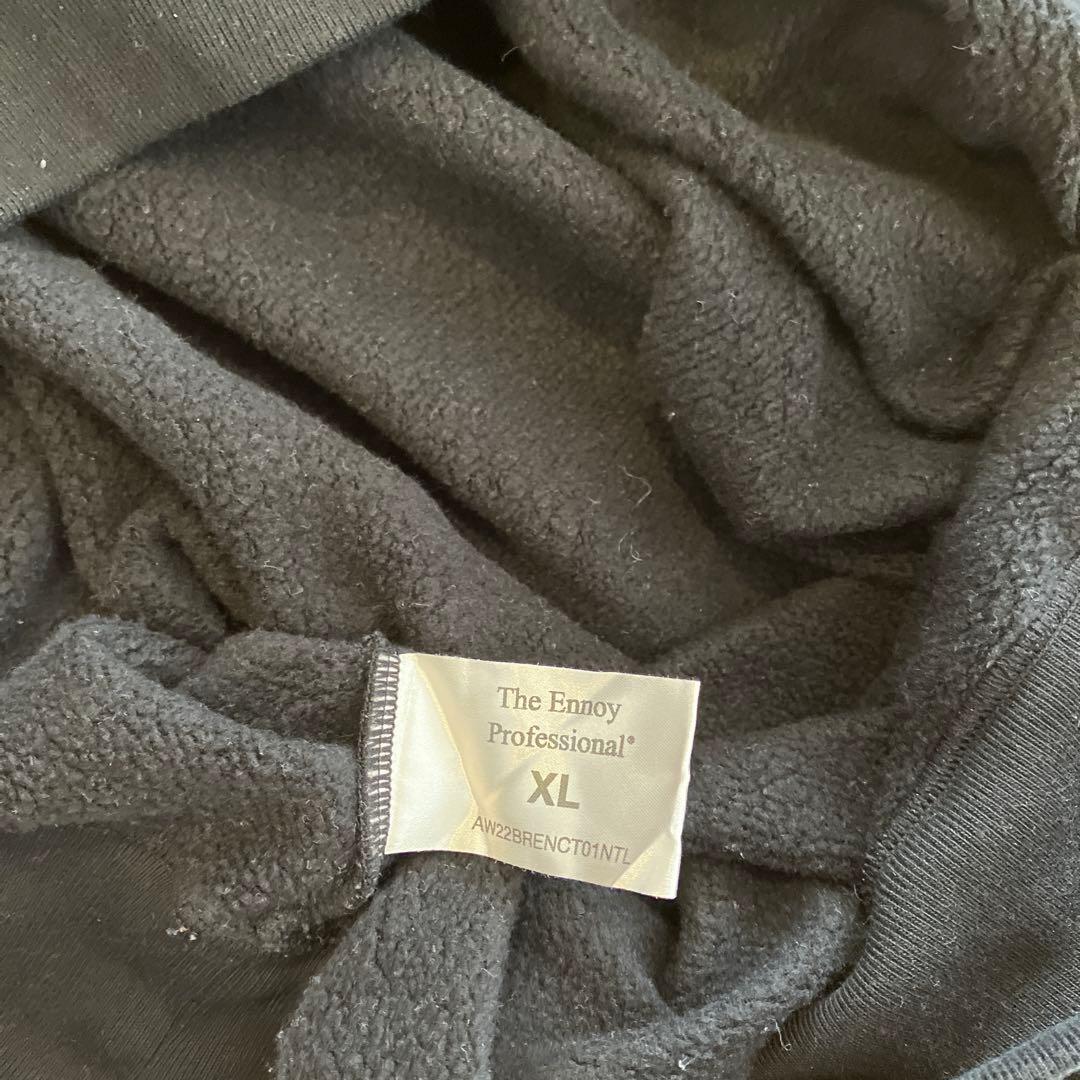 The Ennoy
Professional®
XL
AW22BRENCT01NTL